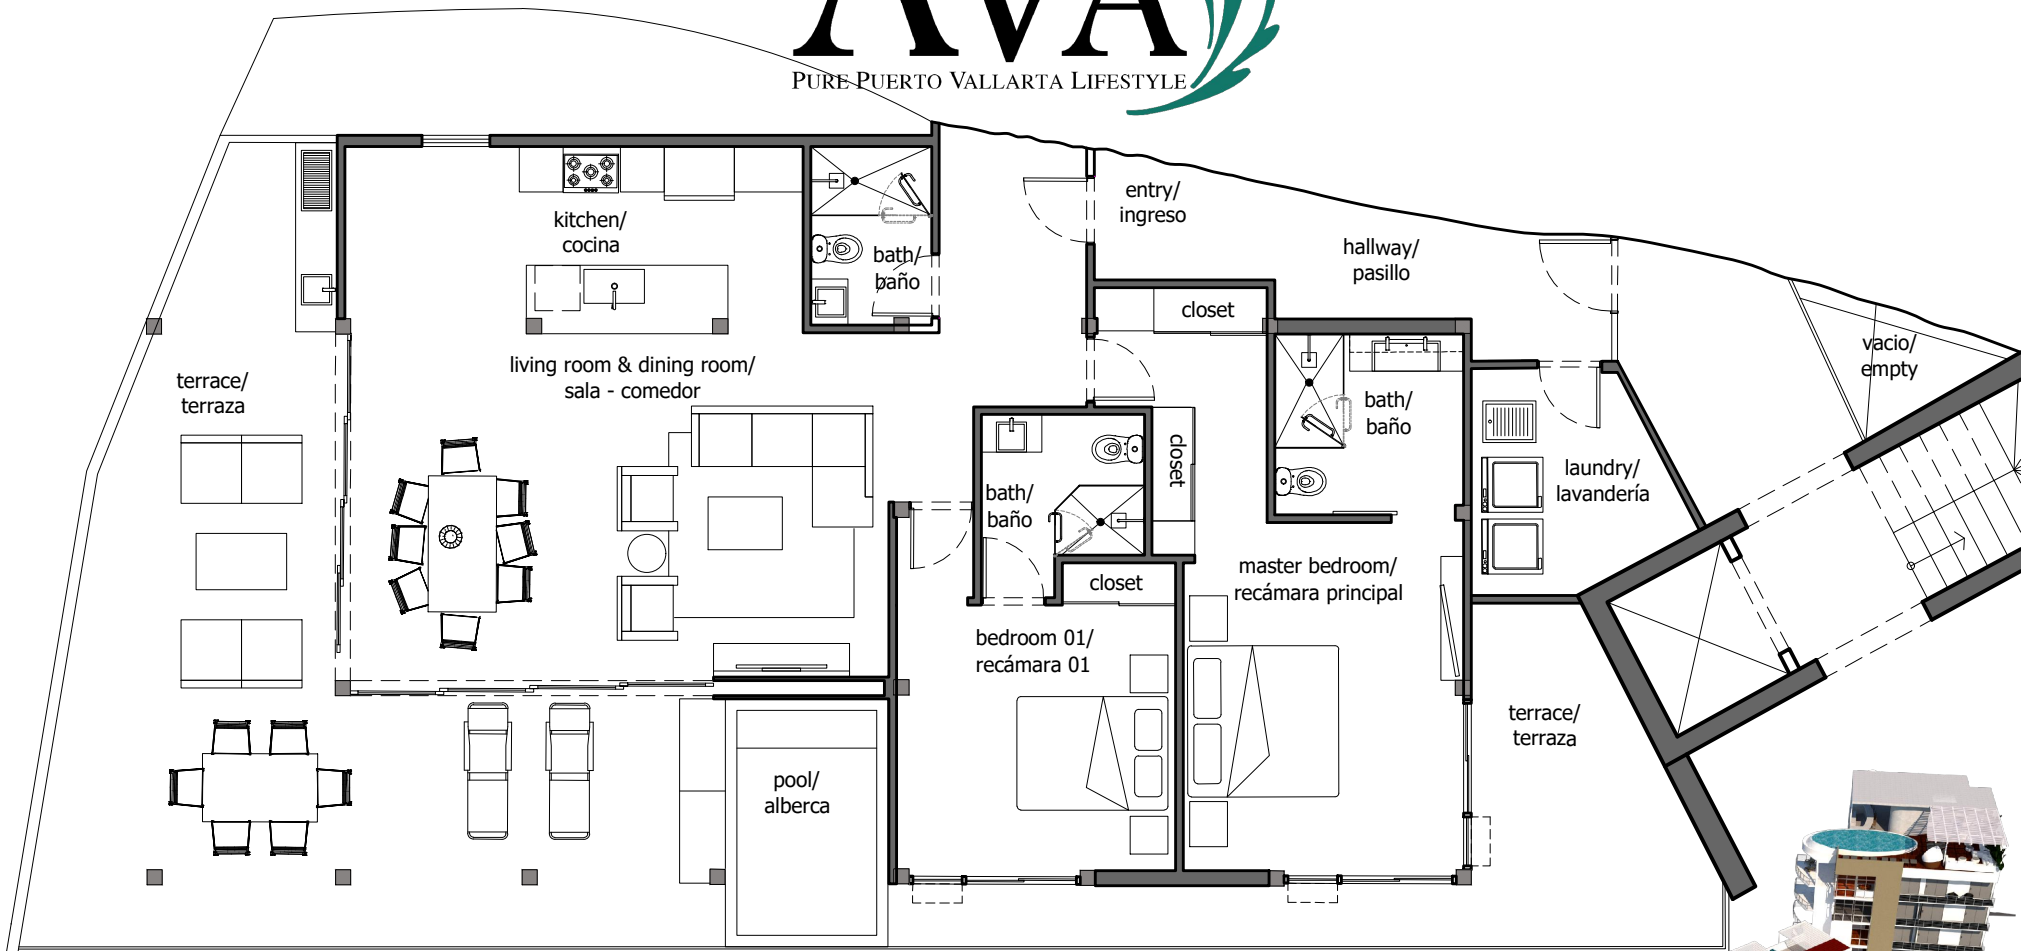 AVA
PURE PUERTO VALLARTA LIFESTYLE
entry/
ingreso
kitchen/
cocina
bath/
baño
hallway/
pasillo
closet
vacio/
empty
living room & dining room/
sala - comedor
terrace/
terraza
bath/
baño
closet
laundry/
lavandería
bath/
baño
closet
master bedroom/
recámara principal
bedroom 01/
recámara 01
terrace/
terraza
pool/
alberca